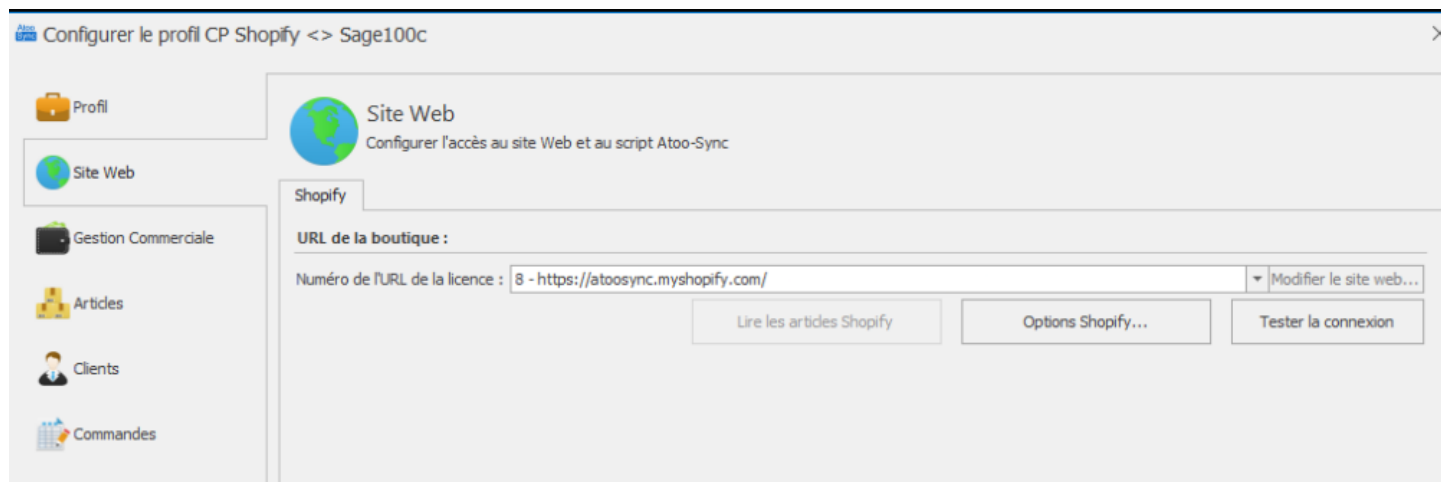 Atoo Sync Configurer le profil CP Shopify <> Sage100c
Profil
Site Web
Gestion Commerciale
Articles
Clients
Commandes
Site Web
Configurer l'accès au site Web et au script Atoo-Sync
Shopify
URL de la boutique :
Numéro de l'URL de la licence : 8 - https://atoosync.myshopify.com/ Modifier le site web...
Lire les articles Shopify Options Shopify... Tester la connexion